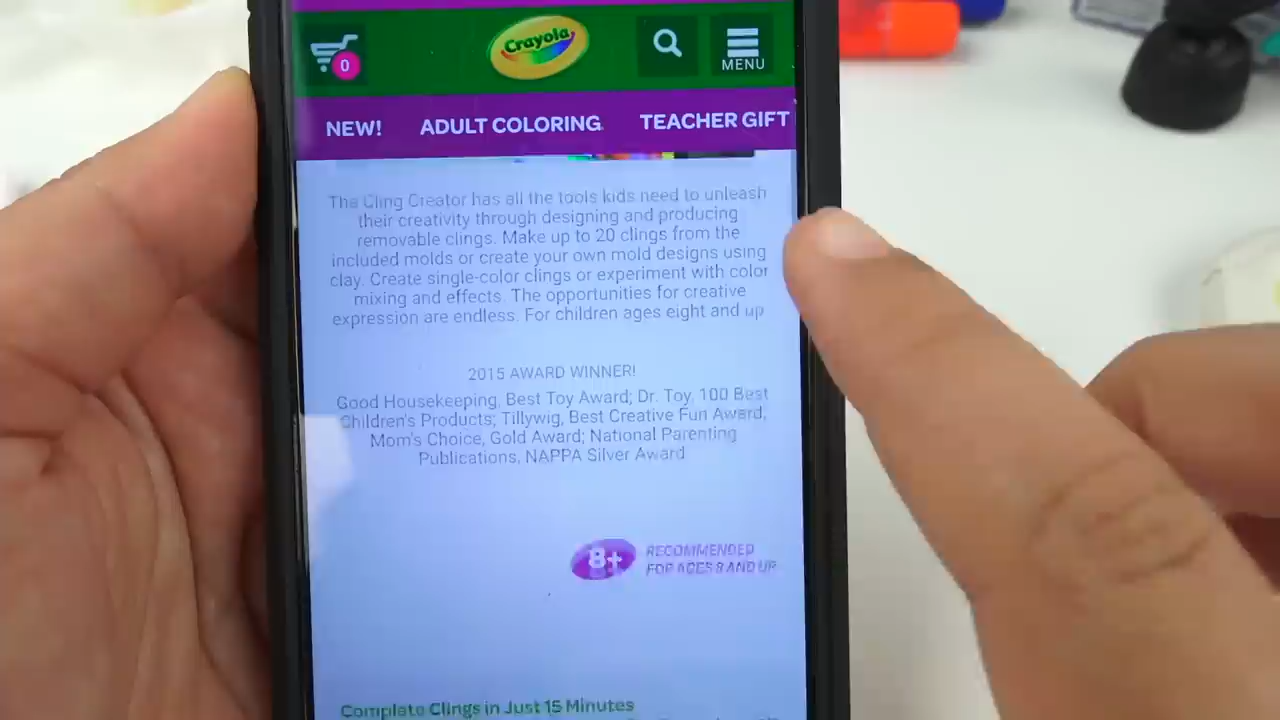 0
Crayola
MENU
NEW!
ADULT COLORING
TEACHER GIFT
The Cling Creator has all the tools kids need to unleash
their creativity through designing and producing
removable clings. Make up to 20 clings from the
included molds or create your own mold designs using
clay. Create single-color clings or experiment with color
mixing and effects. The opportunities for creative
expression are endless. For children ages eight and up
2015 AWARD WINNER!
Good Housekeeping, Best Toy Award; Dr. Toy, 100 Best
Children's Products; Tillywig, Best Creative Fun Award,
Mom's Choice, Gold Award; National Parenting
Publications, NAPPA Silver Award
8+
RECOMMENDED
FOR AGES 8 AND UP
Complete Clings in Just 15 Minutes